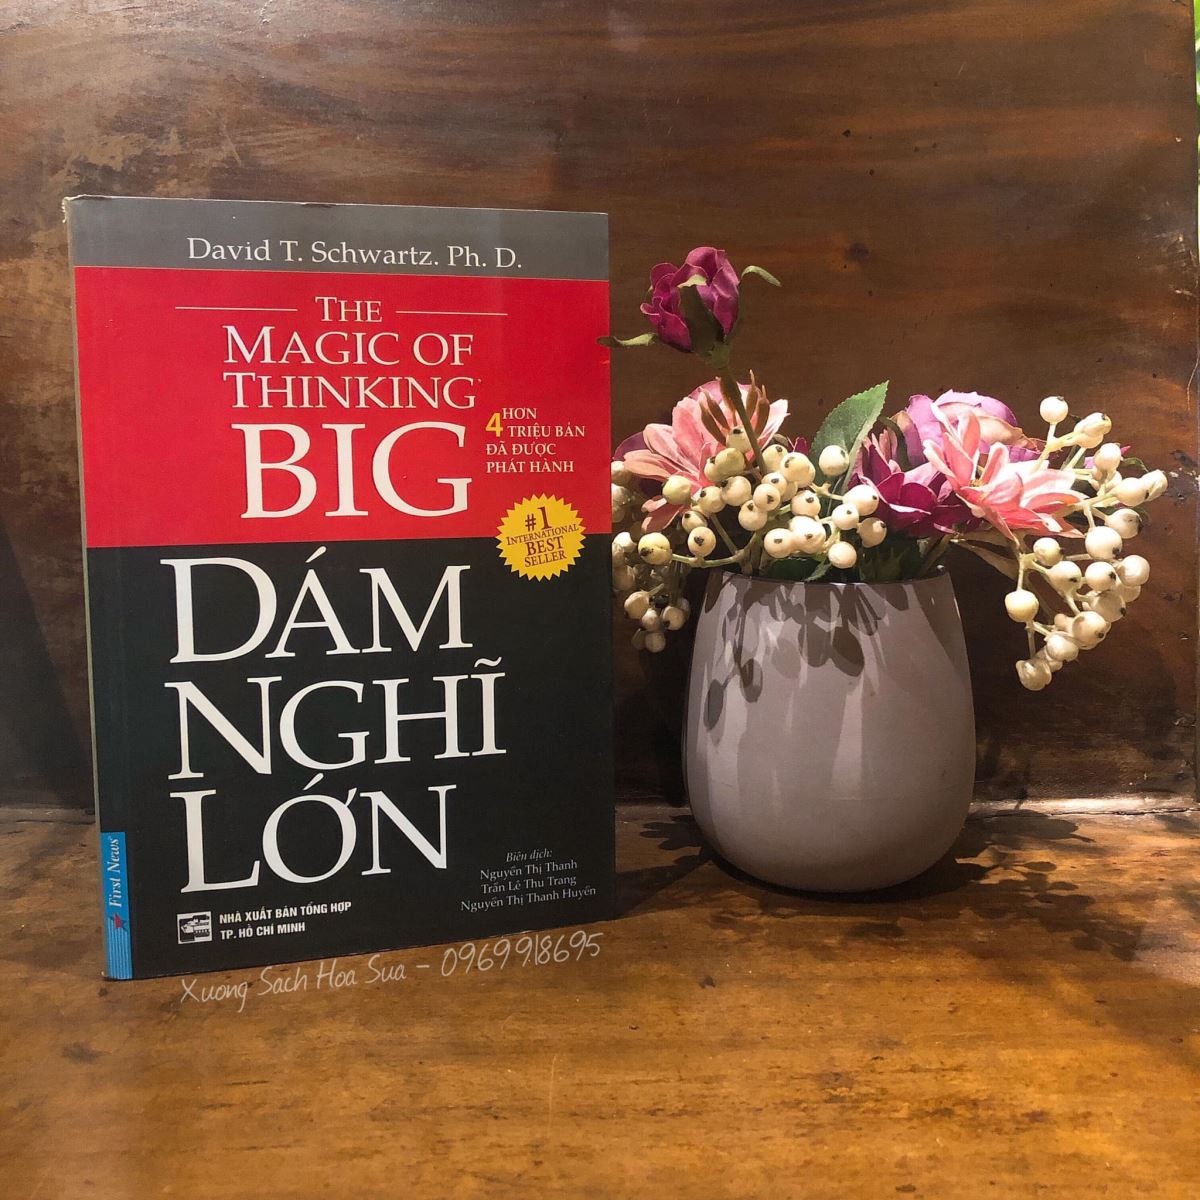 David T. Schwartz. Ph. D.
THE
MAGIC OF
THINKING
BIG
4 HƠN
TRIỆU BẢN
ĐÃ ĐƯỢC
PHÁT HÀNH
#1
INTERNATIONAL
BEST
SELLER
DÁM
NGHĨ
LỚN
Biên dịch:
Nguyễn Thị Thanh
Trần Lê Thu Trang
Nguyễn Thị Thanh Huyền
First News
NHÀ XUẤT BẢN TỔNG HỢP
TP. HỒ CHÍ MINH
Xuong Sach Hoa Sua - 0969918695